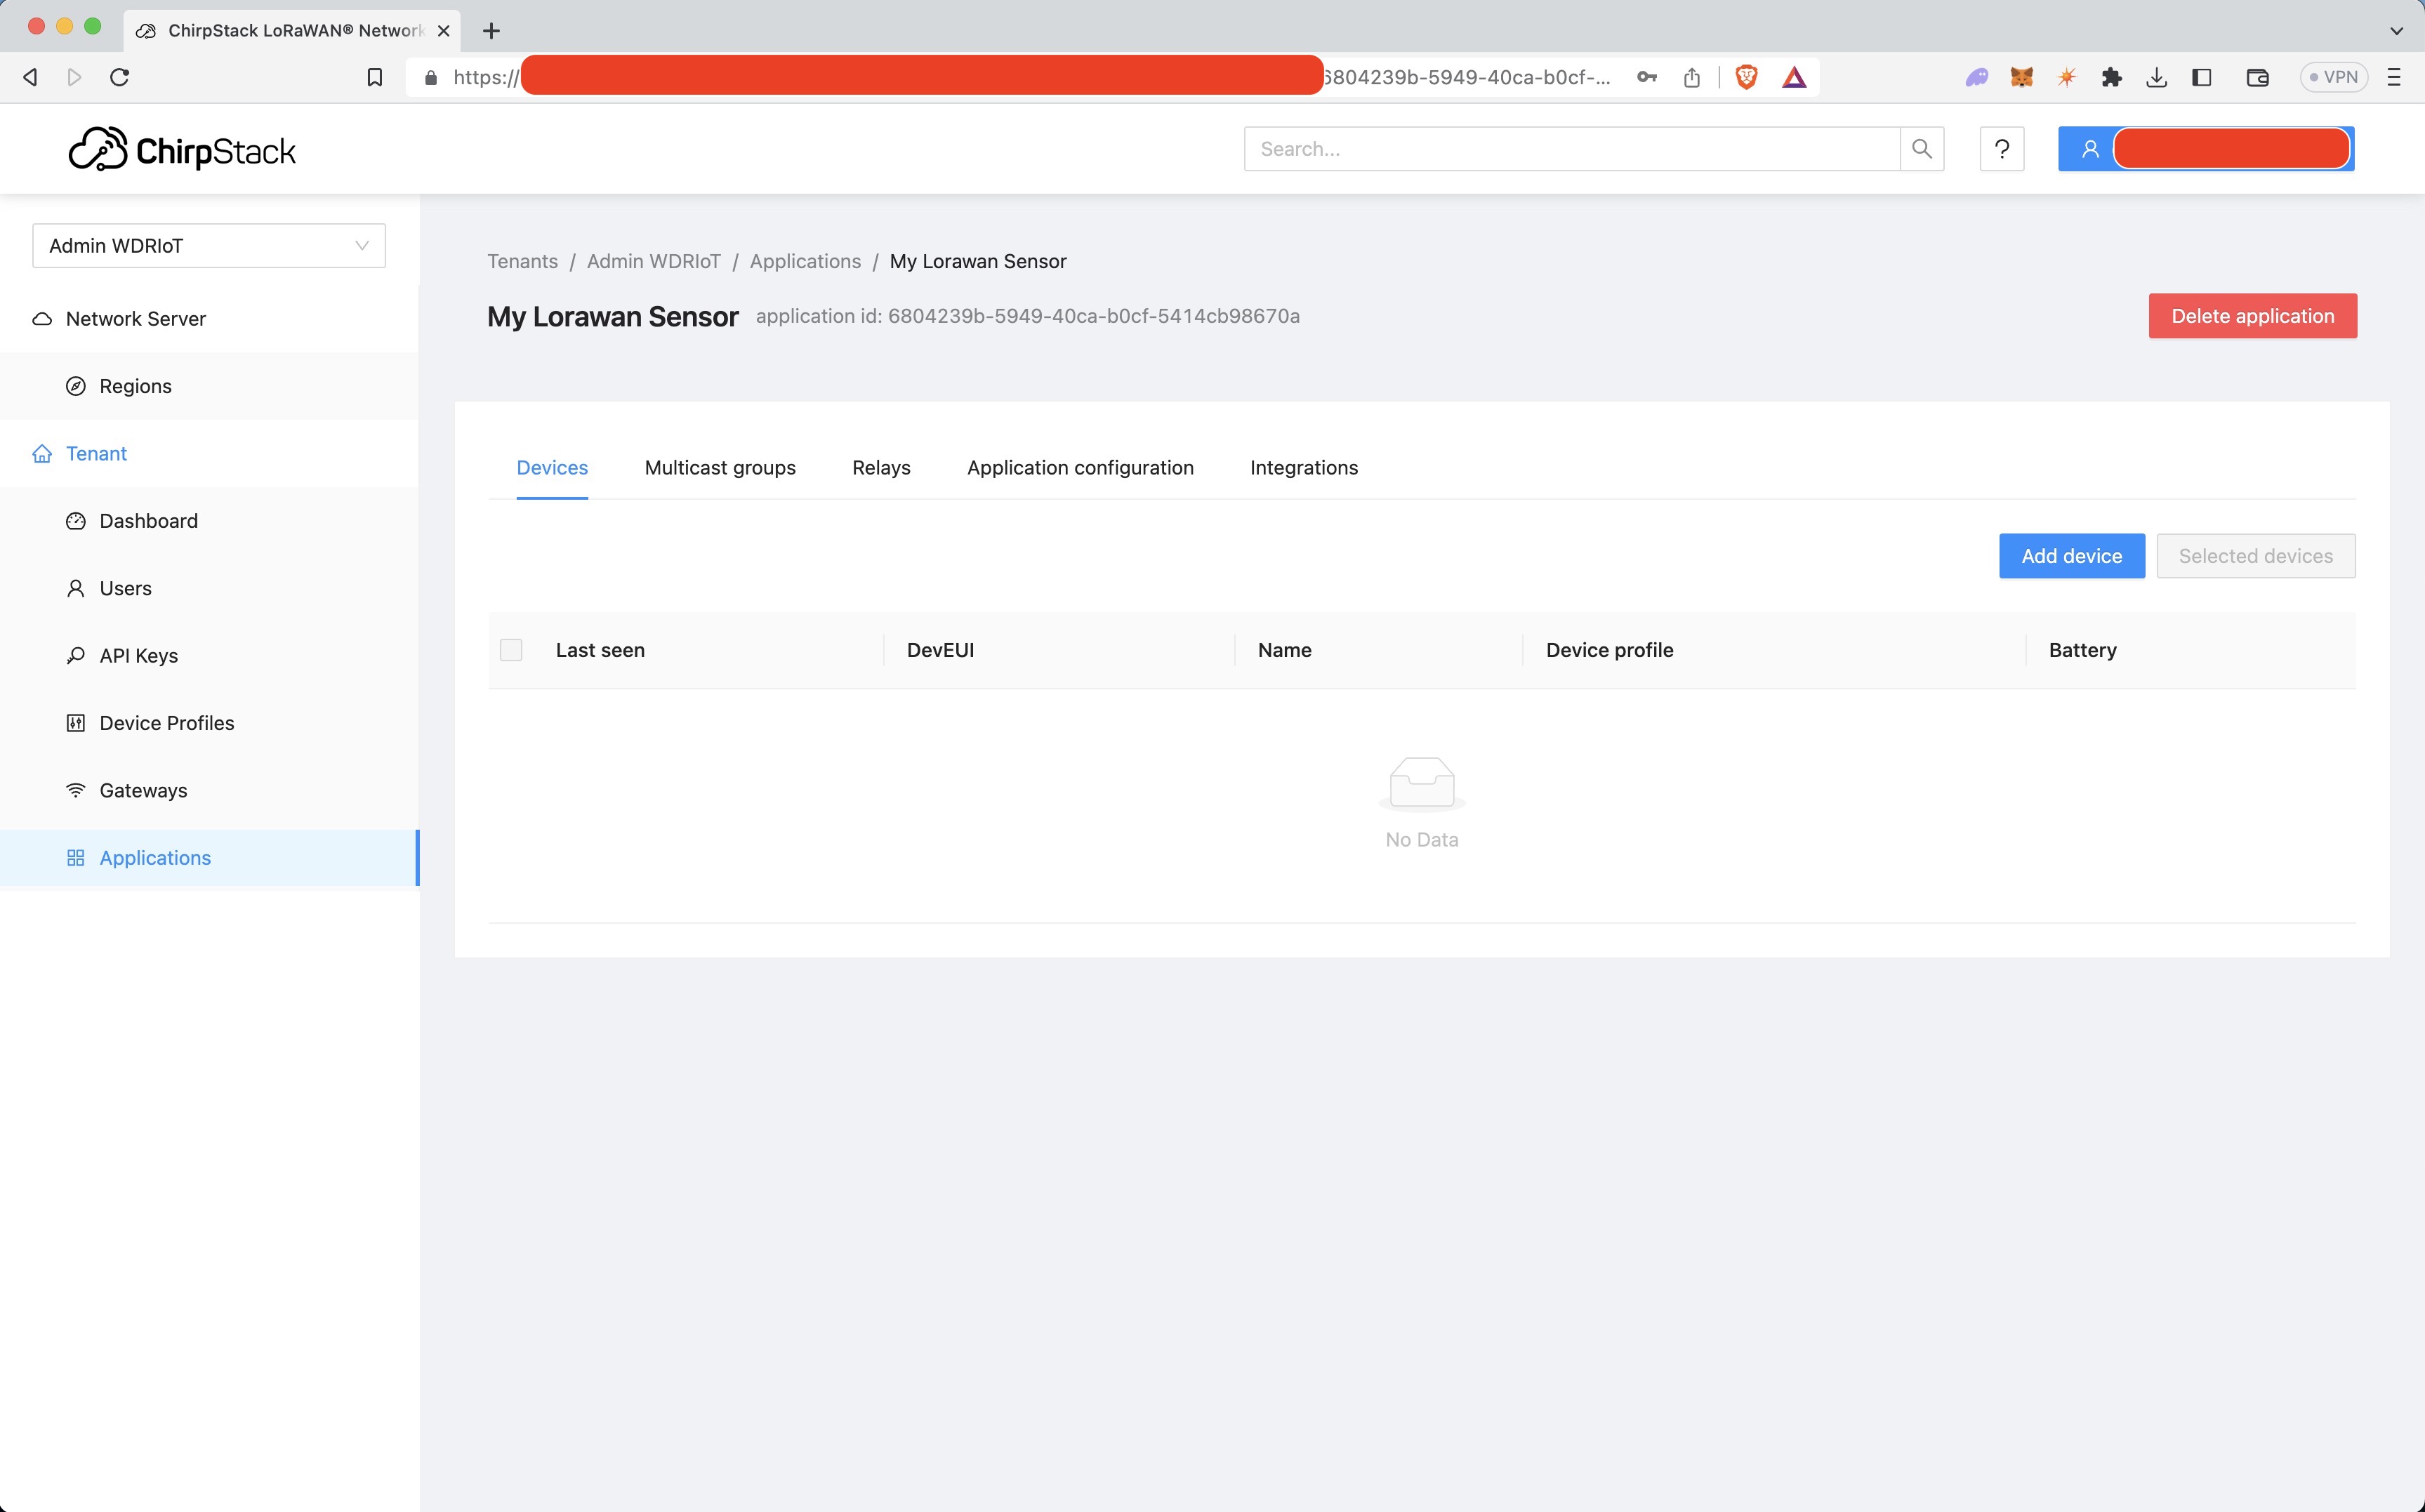 ChirpStack LoRaWAN® Network
https://
6804239b-5949-40ca-b0cf-...
VPN
ChirpStack
Search...
?
Admin WDRIoT
Network Server
Regions
Tenant
Dashboard
Users
API Keys
Device Profiles
Gateways
Applications
Tenants / Admin WDRIoT / Applications / My Lorawan Sensor
My Lorawan Sensor application id: 6804239b-5949-40ca-b0cf-5414cb98670a
Delete application
Devices Multicast groups Relays Application configuration Integrations
Add device Selected devices
Last seen DevEUI Name Device profile Battery
No Data